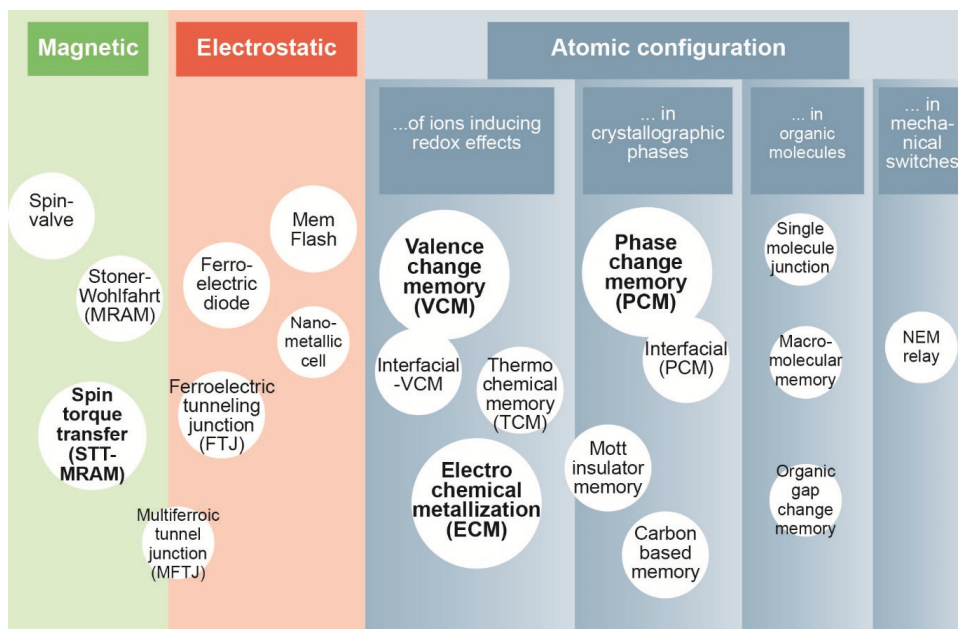 Magnetic
Electrostatic
Atomic configuration
...of ions inducing
redox effects
... in
crystallographic
phases
... in
organic
molecules
... in
mecha-
nical
switches
Spin-
valve
Stoner-
Wohlfahrt
(MRAM)
Spin
torque
transfer
(STT-
MRAM)
Multiferroic
tunnel
junction
(MFTJ)
Mem
Flash
Ferro-
electric
diode
Nano-
metallic
cell
Ferroelectric
tunneling
junction
(FTJ)
Valence
change
memory
(VCM)
Interfacial
-VCM
Thermo
chemical
memory
(TCM)
Electro
chemical
metallization
(ECM)
Phase
change
memory
(PCM)
Interfacial
(PCM)
Mott
insulator
memory
Carbon
based
memory
Single
molecule
junction
Macro-
molecular
memory
Organic
gap
change
memory
NEM
relay